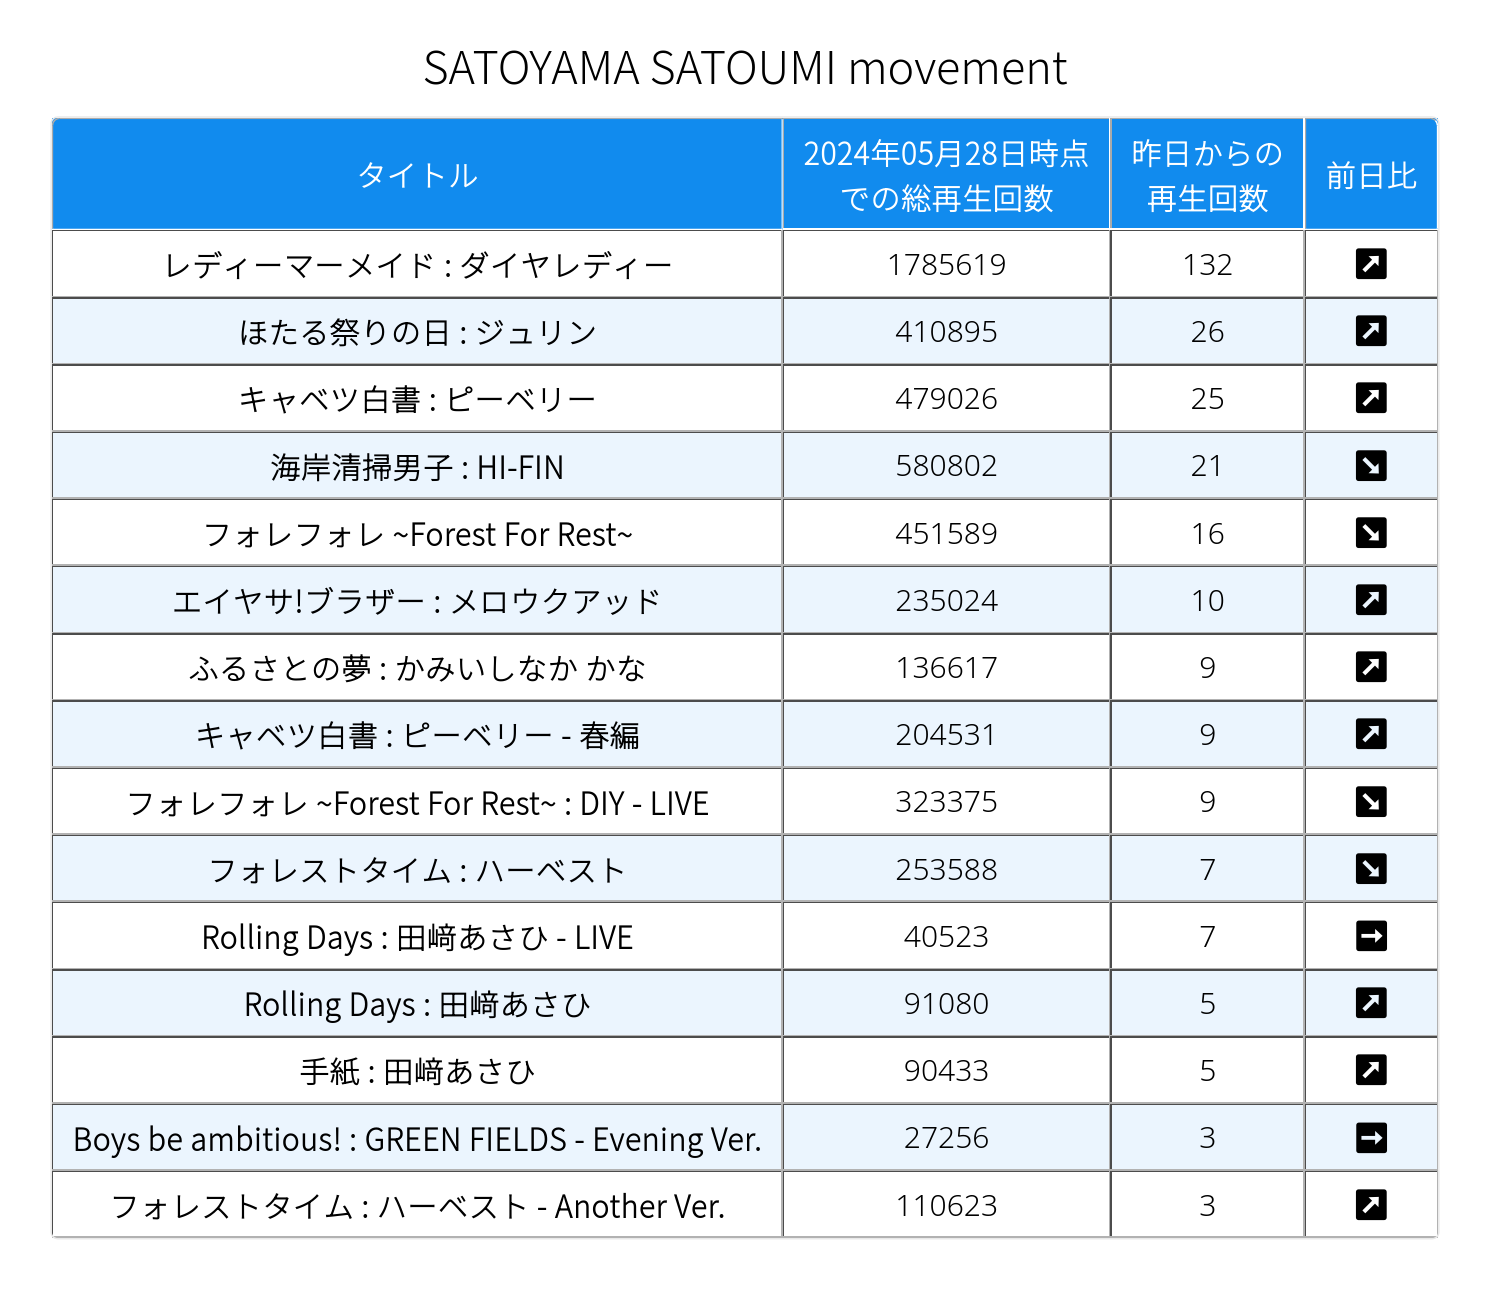 SATOYAMA SATOUMI movement
タイトル 2024年05月28日時点での総再生回数 昨日からの再生回数 前日比
レディーマーメイド : ダイヤレディー 1785619 132 ↗
ほたる祭りの日 : ジュリン 410895 26 ↗
キャベツ白書 : ピーベリー 479026 25 ↗
海岸清掃男子 : HI-FIN 580802 21 ↘
フォレフォレ ~Forest For Rest~ 451589 16 ↘
エイヤサ!ブラザー : メロウクアッド 235024 10 ↗
ふるさとの夢 : かみいしなか かな 136617 9 ↗
キャベツ白書 : ピーベリー - 春編 204531 9 ↗
フォレフォレ ~Forest For Rest~ : DIY - LIVE 323375 9 ↘
フォレストタイム : ハーベスト 253588 7 ↘
Rolling Days : 田﨑あさひ - LIVE 40523 7 →
Rolling Days : 田﨑あさひ 91080 5 ↗
手紙 : 田﨑あさひ 90433 5 ↗
Boys be ambitious! : GREEN FIELDS - Evening Ver. 27256 3 →
フォレストタイム : ハーベスト - Another Ver. 110623 3 ↗